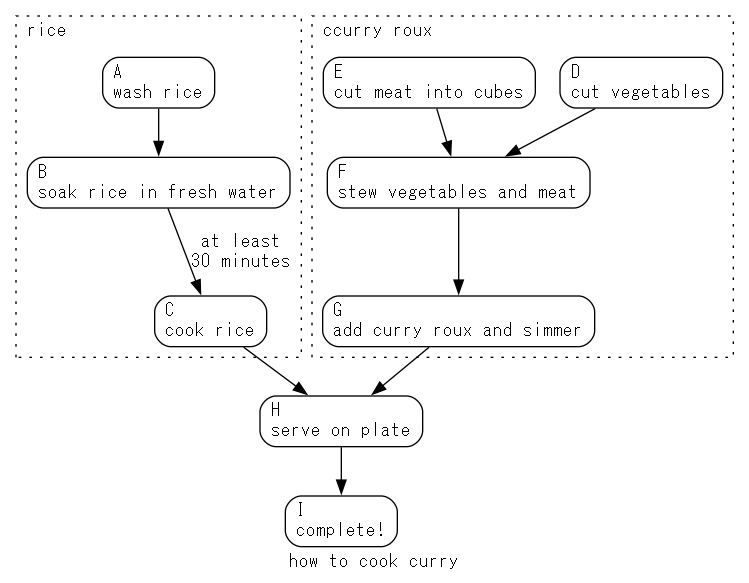 rice
A
wash rice
B
soak rice in fresh water
at least
30 minutes
C
cook rice
ccurry roux
E
cut meat into cubes
D
cut vegetables
F
stew vegetables and meat
G
add curry roux and simmer
H
serve on plate
I
complete!
how to cook curry